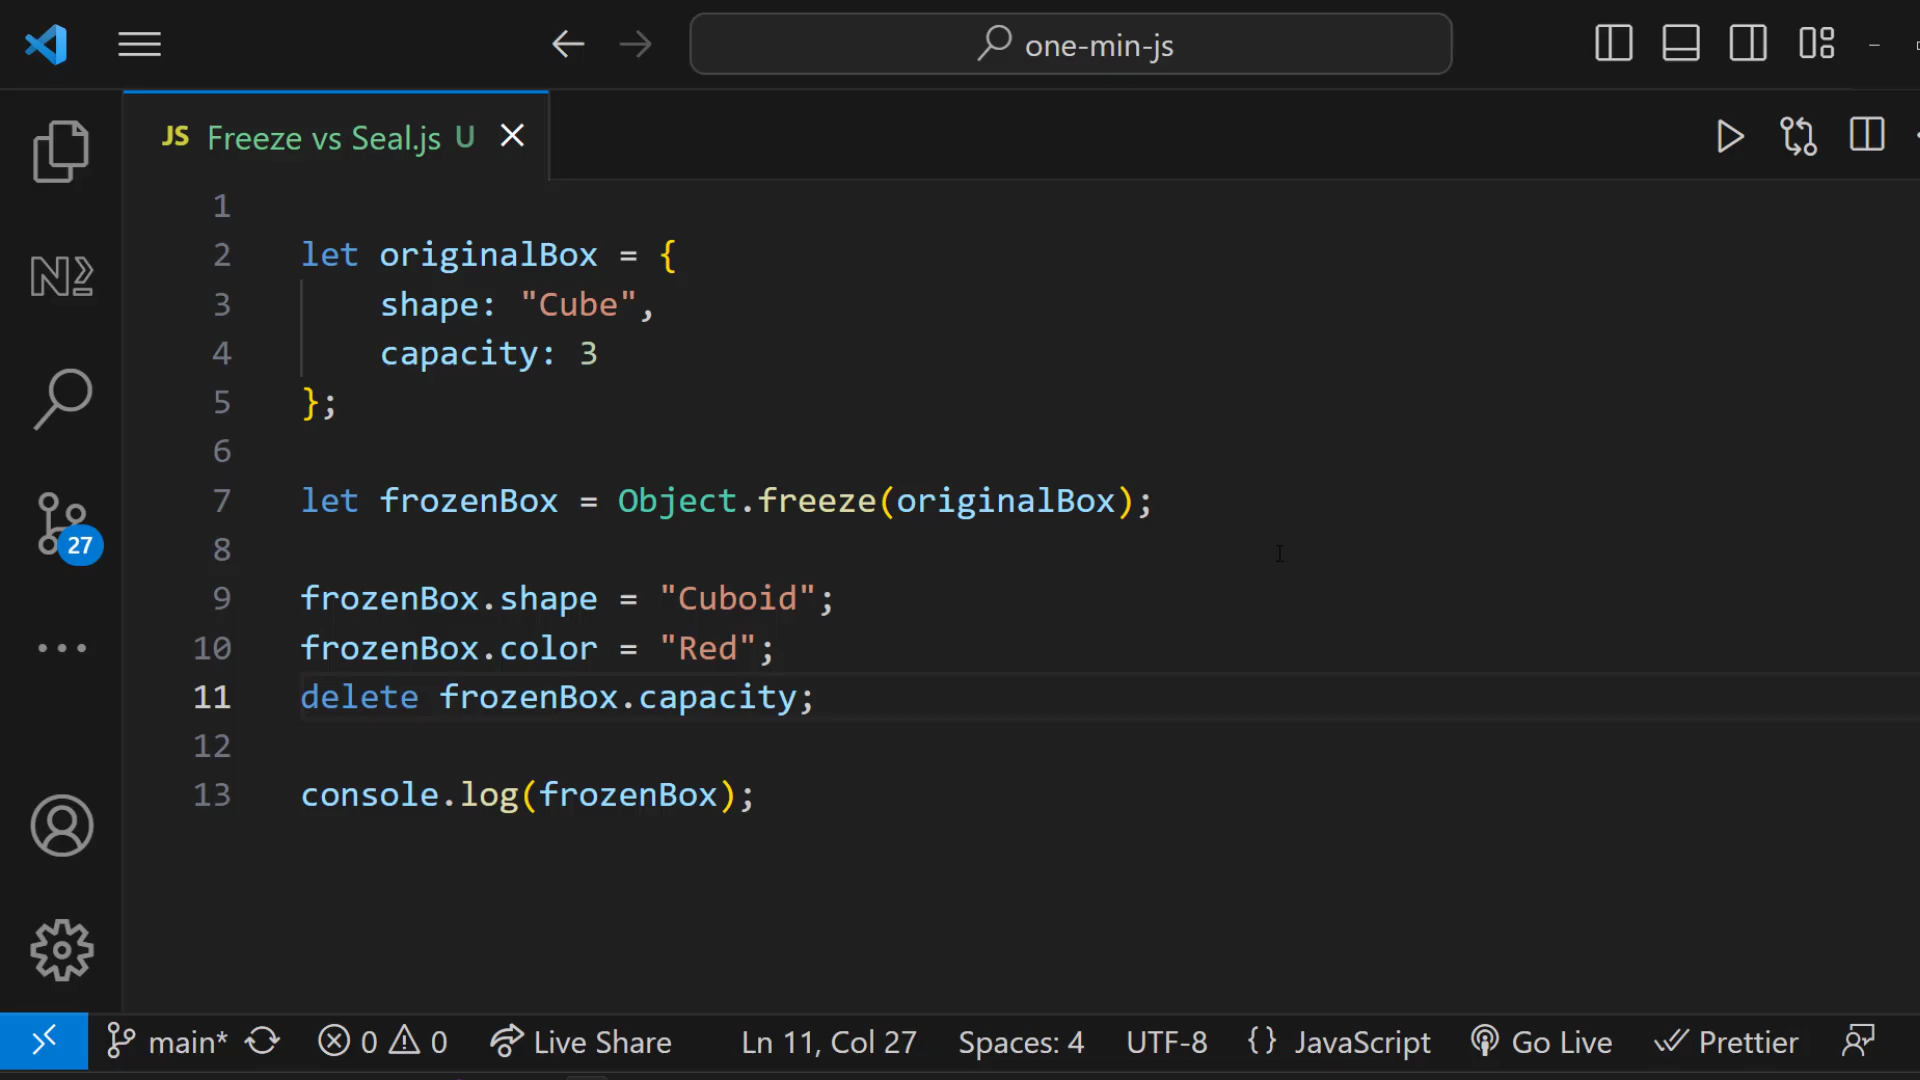 one-min-js
JS Freeze vs Seal.js U
1
2 let originalBox = {
3     shape: "Cube",
4     capacity: 3
5 };
6
7 let frozenBox = Object.freeze(originalBox);
8
9 frozenBox.shape = "Cuboid";
10 frozenBox.color = "Red";
11 delete frozenBox.capacity;
12
13 console.log(frozenBox);
27
main* 0 0 Live Share Ln 11, Col 27 Spaces: 4 UTF-8 {} JavaScript Go Live Prettier